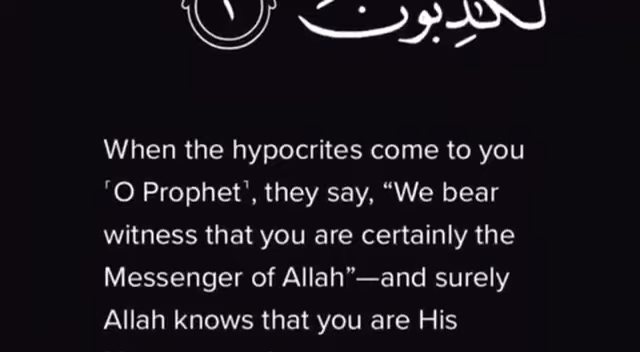 لَكَـٰذِبُونَ ١
When the hypocrites come to you
˹O Prophet˺, they say, “We bear
witness that you are certainly the
Messenger of Allah”—and surely
Allah knows that you are His